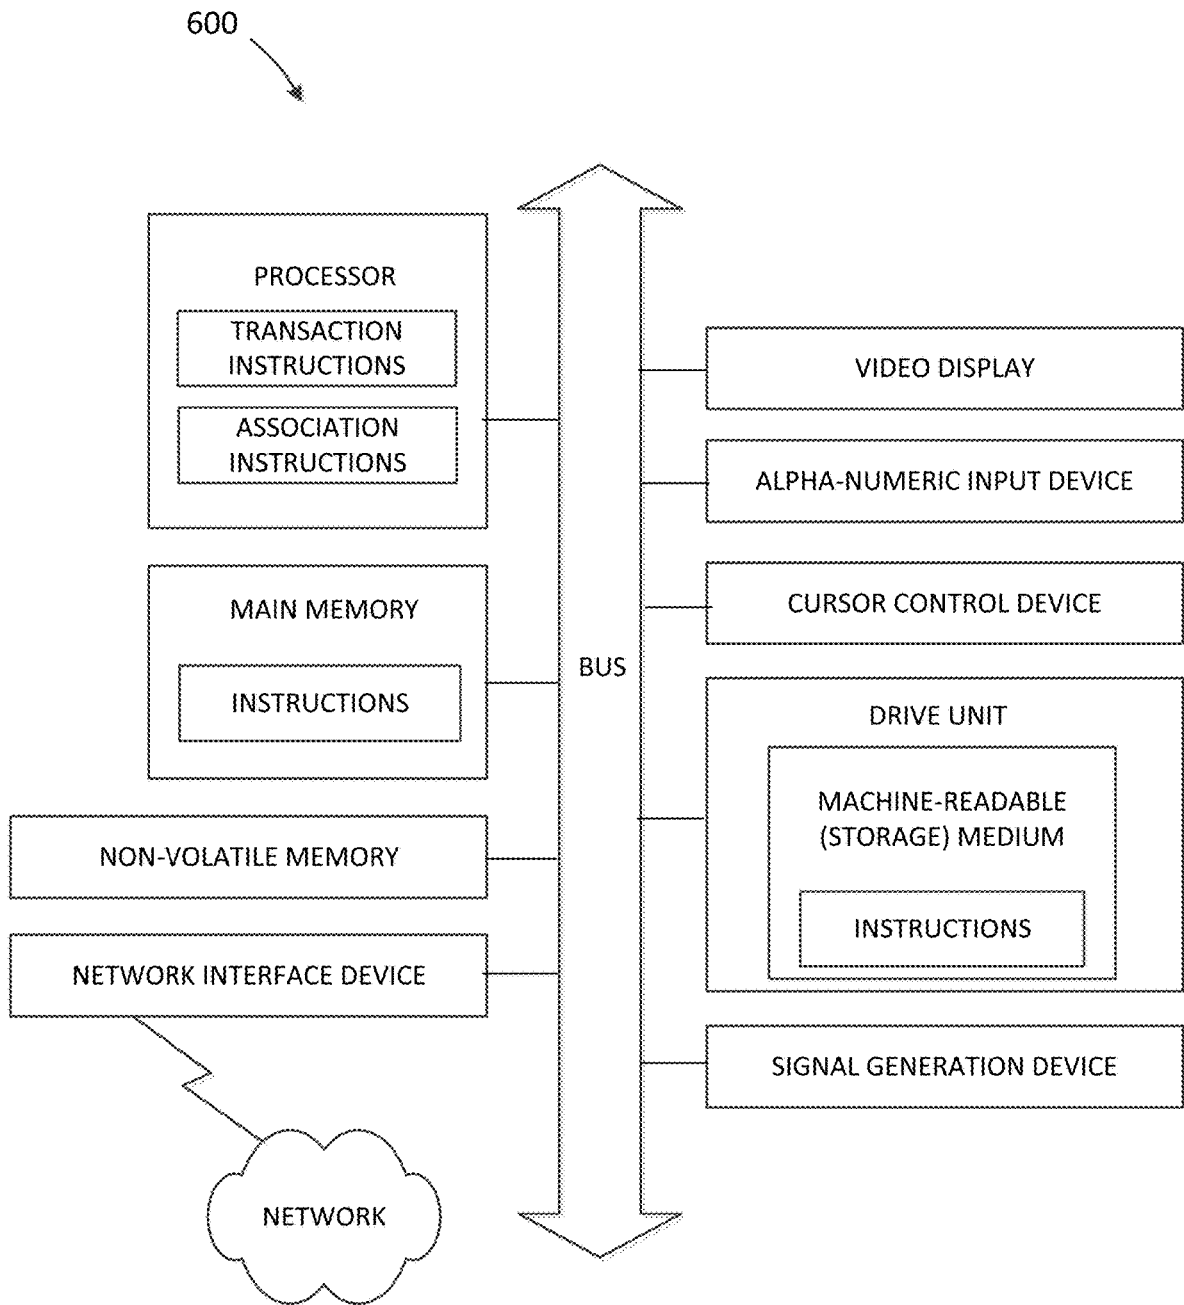 600
PROCESSOR
TRANSACTION
INSTRUCTIONS
ASSOCIATION
INSTRUCTIONS
MAIN MEMORY
INSTRUCTIONS
NON-VOLATILE MEMORY
NETWORK INTERFACE DEVICE
NETWORK
BUS
VIDEO DISPLAY
ALPHA-NUMERIC INPUT DEVICE
CURSOR CONTROL DEVICE
DRIVE UNIT
MACHINE-READABLE
(STORAGE) MEDIUM
INSTRUCTIONS
SIGNAL GENERATION DEVICE